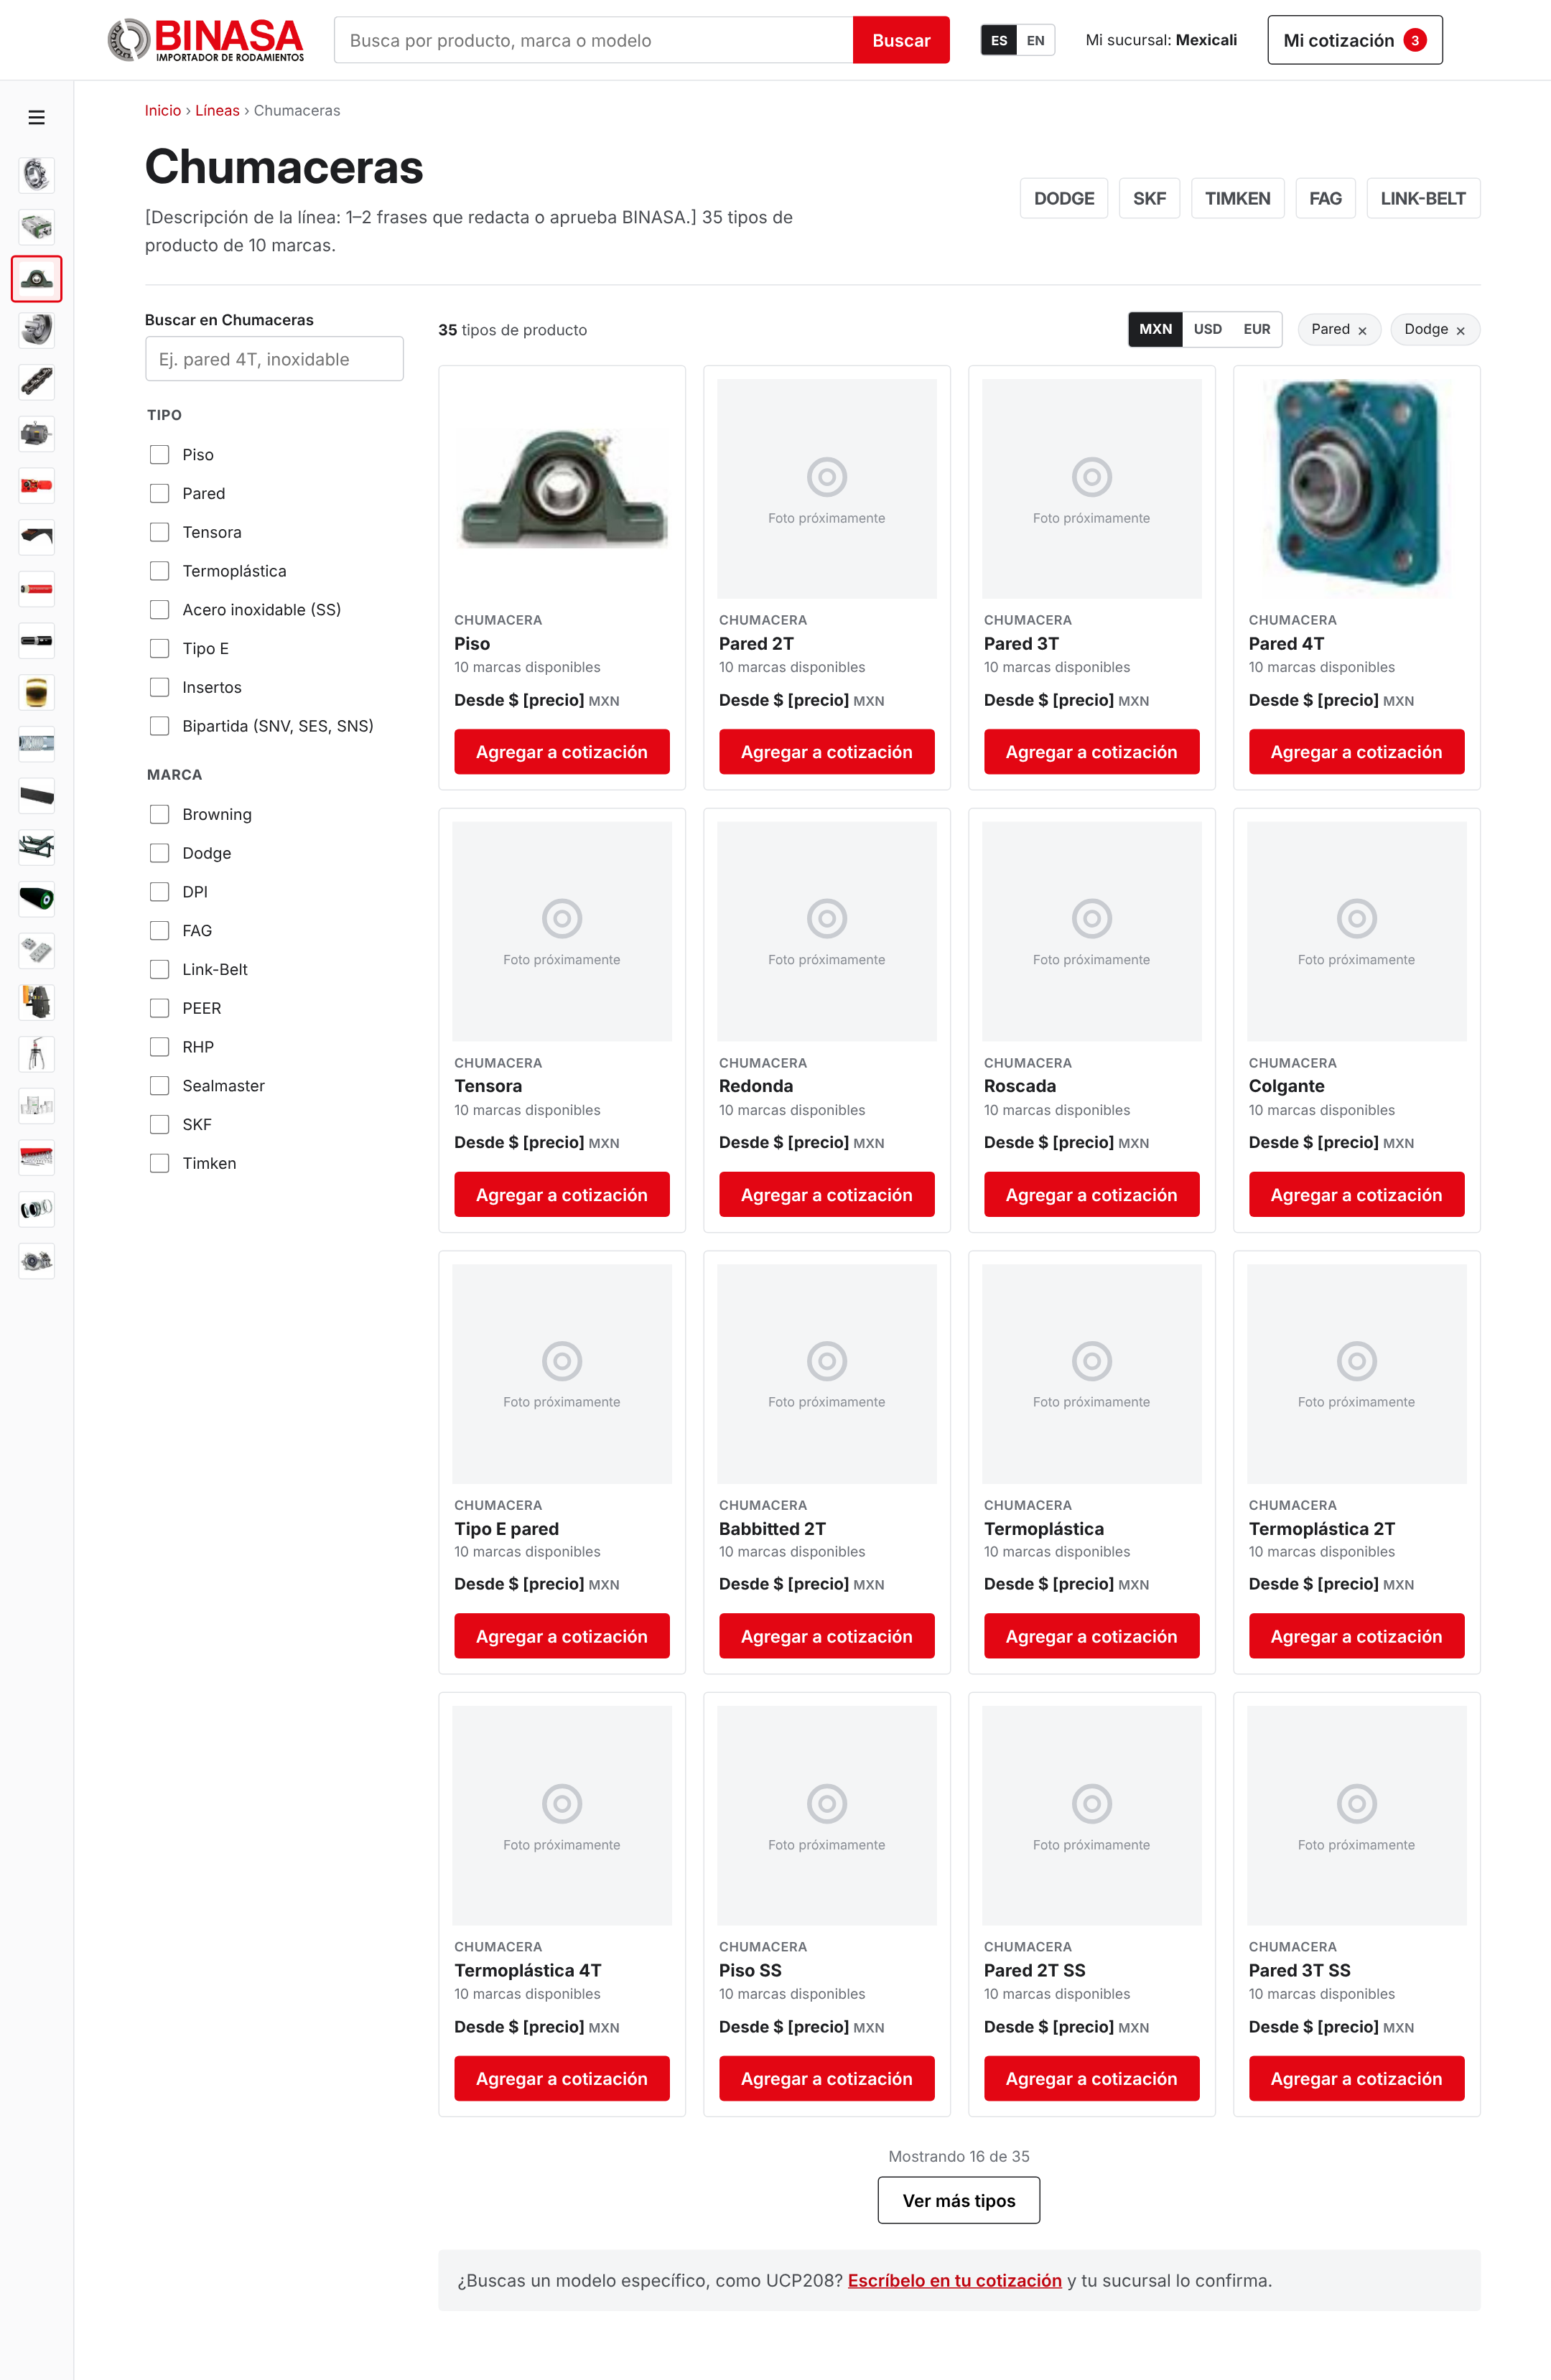 BINASA
IMPORTADOR DE RODAMIENTOS
Busca por producto, marca o modelo
Buscar
ES EN
Mi sucursal: Mexicali
Mi cotización 3
Inicio › Líneas › Chumaceras
Chumaceras
[Descripción de la línea: 1–2 frases que redacta o aprueba BINASA.] 35 tipos de
producto de 10 marcas.
DODGE SKF TIMKEN FAG LINK-BELT
Buscar en Chumaceras
Ej. pared 4T, inoxidable
TIPO
Piso
Pared
Tensora
Termoplástica
Acero inoxidable (SS)
Tipo E
Insertos
Bipartida (SNV, SES, SNS)
MARCA
Browning
Dodge
DPI
FAG
Link-Belt
PEER
RHP
Sealmaster
SKF
Timken
35 tipos de producto
MXN USD EUR
Pared ×
Dodge ×
CHUMACERA
Piso
10 marcas disponibles
Desde $ [precio] MXN
Agregar a cotización
Foto próximamente
CHUMACERA
Pared 2T
10 marcas disponibles
Desde $ [precio] MXN
Agregar a cotización
Foto próximamente
CHUMACERA
Pared 3T
10 marcas disponibles
Desde $ [precio] MXN
Agregar a cotización
CHUMACERA
Pared 4T
10 marcas disponibles
Desde $ [precio] MXN
Agregar a cotización
Foto próximamente
CHUMACERA
Tensora
10 marcas disponibles
Desde $ [precio] MXN
Agregar a cotización
Foto próximamente
CHUMACERA
Redonda
10 marcas disponibles
Desde $ [precio] MXN
Agregar a cotización
Foto próximamente
CHUMACERA
Roscada
10 marcas disponibles
Desde $ [precio] MXN
Agregar a cotización
Foto próximamente
CHUMACERA
Colgante
10 marcas disponibles
Desde $ [precio] MXN
Agregar a cotización
Foto próximamente
CHUMACERA
Tipo E pared
10 marcas disponibles
Desde $ [precio] MXN
Agregar a cotización
Foto próximamente
CHUMACERA
Babbitted 2T
10 marcas disponibles
Desde $ [precio] MXN
Agregar a cotización
Foto próximamente
CHUMACERA
Termoplástica
10 marcas disponibles
Desde $ [precio] MXN
Agregar a cotización
Foto próximamente
CHUMACERA
Termoplástica 2T
10 marcas disponibles
Desde $ [precio] MXN
Agregar a cotización
Foto próximamente
CHUMACERA
Termoplástica 4T
10 marcas disponibles
Desde $ [precio] MXN
Agregar a cotización
Foto próximamente
CHUMACERA
Piso SS
10 marcas disponibles
Desde $ [precio] MXN
Agregar a cotización
Foto próximamente
CHUMACERA
Pared 2T SS
10 marcas disponibles
Desde $ [precio] MXN
Agregar a cotización
Foto próximamente
CHUMACERA
Pared 3T SS
10 marcas disponibles
Desde $ [precio] MXN
Agregar a cotización
Mostrando 16 de 35
Ver más tipos
¿Buscas un modelo específico, como UCP208? Escríbelo en tu cotización y tu sucursal lo confirma.